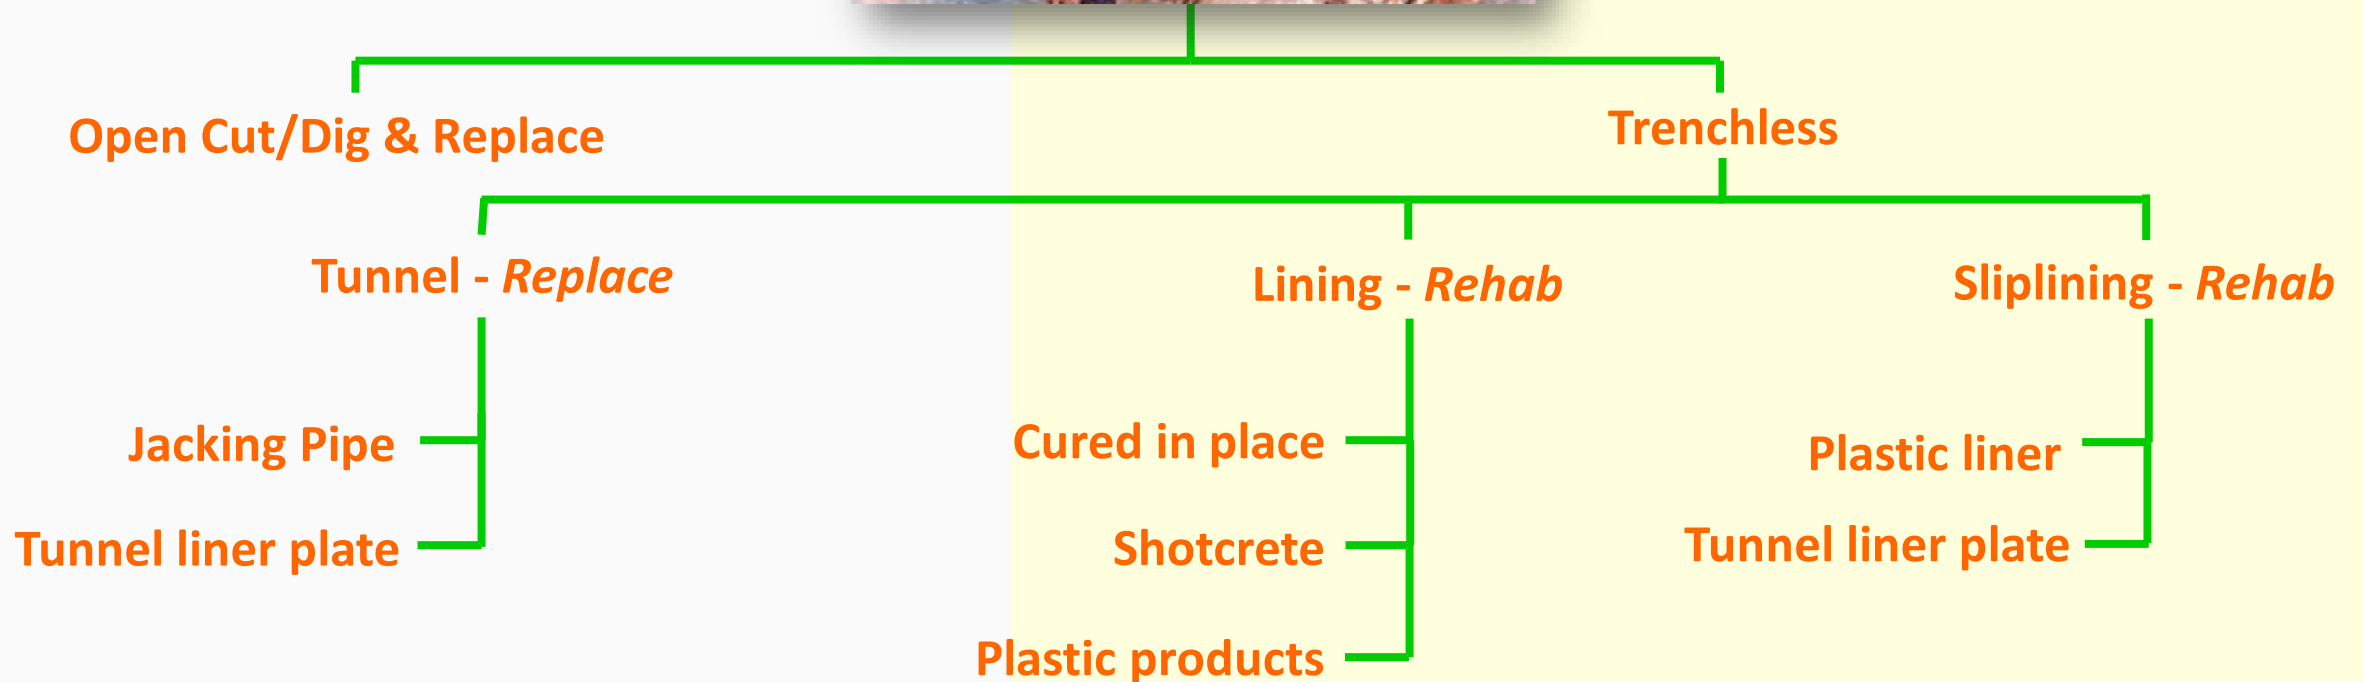 Open Cut/Dig & Replace
Trenchless
Tunnel - Replace
Lining - Rehab
Sliplining - Rehab
Jacking Pipe
Tunnel liner plate
Cured in place
Shotcrete
Plastic products
Plastic liner
Tunnel liner plate